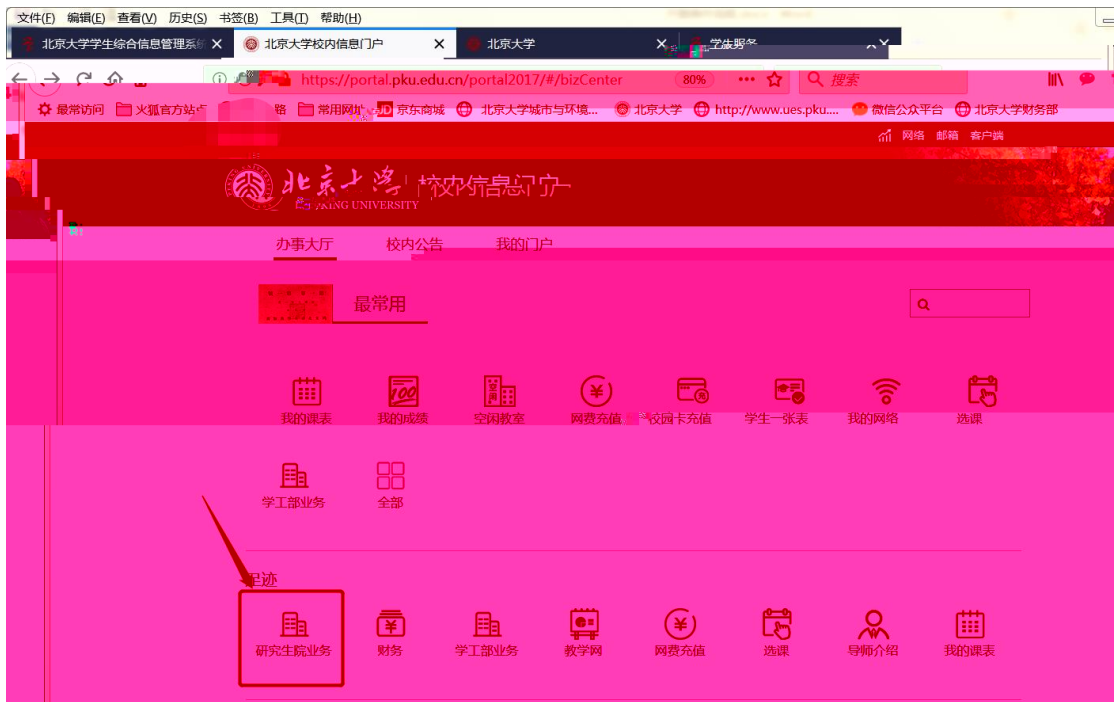 文件(F) 编辑(E) 查看(V) 历史(S) 书签(B) 工具(T) 帮助(H)
北京大学学生综合信息管理系统 × 北京大学校内信息门户 × 北京大学 ×
https://portal.pku.edu.cn/portal2017/#/bizCenter 80% ••• 搜索
最常访问 火狐官方站点 常用网址 JD 京东商城 北京大学城市与环境... 北京大学 http://www.ues.pku.... 微信公众平台 北京大学财务部
网络 邮箱 客户端
北京大学 校内信息门户
UNIVERSITY
办事大厅 校内公告 我的门户
最常用
我的课表 我的成绩 空闲教室 网费充值 校园卡充值 学生一张表 我的网络 选课
学工部业务 全部
足迹
研究生院业务 财务 学工部业务 教学网 网费充值 选课 导师介绍 我的课表